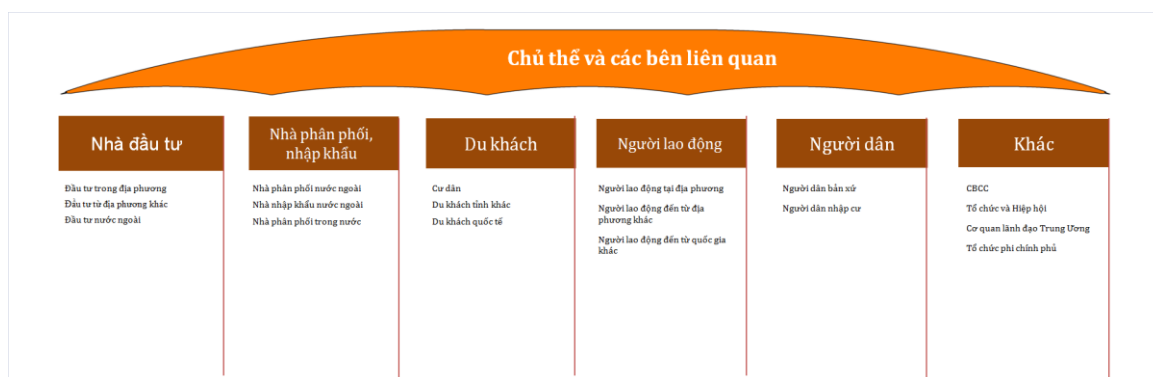 Chủ thể và các bên liên quan
Nhà đầu tư
Đầu tư trong địa phương
Đầu tư từ địa phương khác
Đầu tư nước ngoài
Nhà phân phối,
nhập khẩu
Nhà phân phối nước ngoài
Nhà nhập khẩu nước ngoài
Nhà phân phối trong nước
Du khách
Cư dân
Du khách tỉnh khác
Du khách quốc tế
Người lao động
Người lao động tại địa phương
Người lao động đến từ địa
phương khác
Người lao động đến từ quốc gia
khác
Người dân
Người dân bản xứ
Người dân nhập cư
Khác
CBCC
Tổ chức và Hiệp hội
Cơ quan lãnh đạo Trung Ương
Tổ chức phi chính phủ